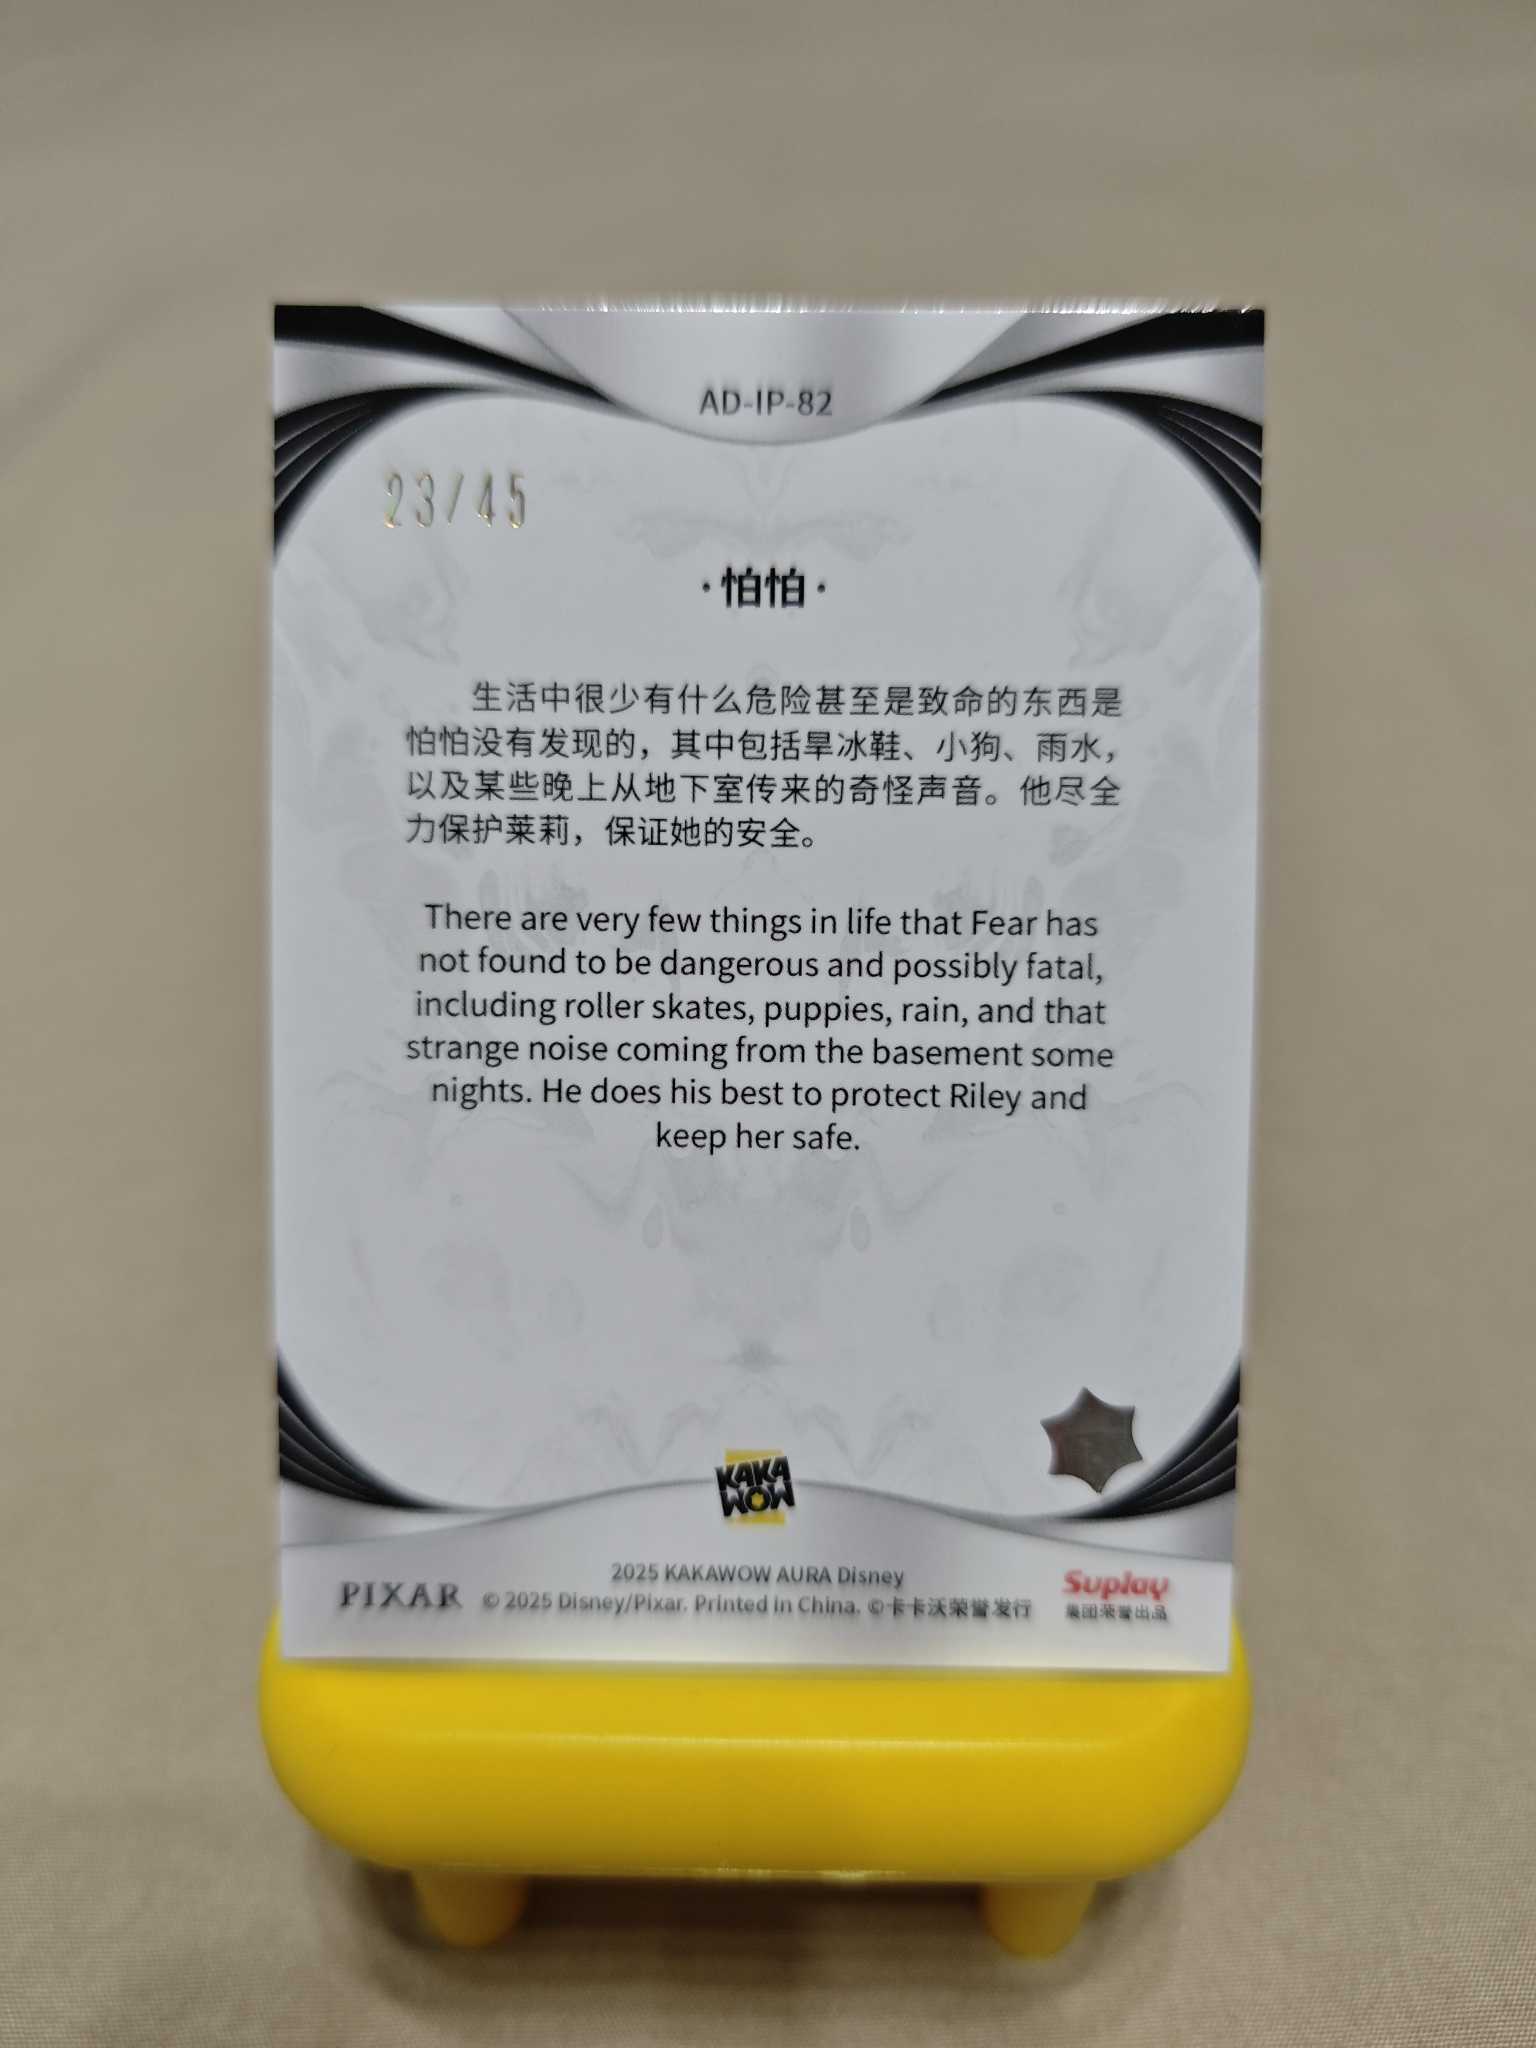 AD-IP-82
23/45
·怕怕·
生活中很少有什么危险甚至是致命的东西是
怕怕没有发现的，其中包括旱冰鞋、小狗、雨水，
以及某些晚上从地下室传来的奇怪声音。他尽全
力保护莱莉，保证她的安全。
There are very few things in life that Fear has
not found to be dangerous and possibly fatal,
including roller skates, puppies, rain, and that
strange noise coming from the basement some
nights. He does his best to protect Riley and
keep her safe.
KAKA
WOW
2025 KAKAWOW AURA Disney
PIXAR
© 2025 Disney/Pixar. Printed in China. ©卡卡沃荣誉发行
Suplay
集团荣誉出品